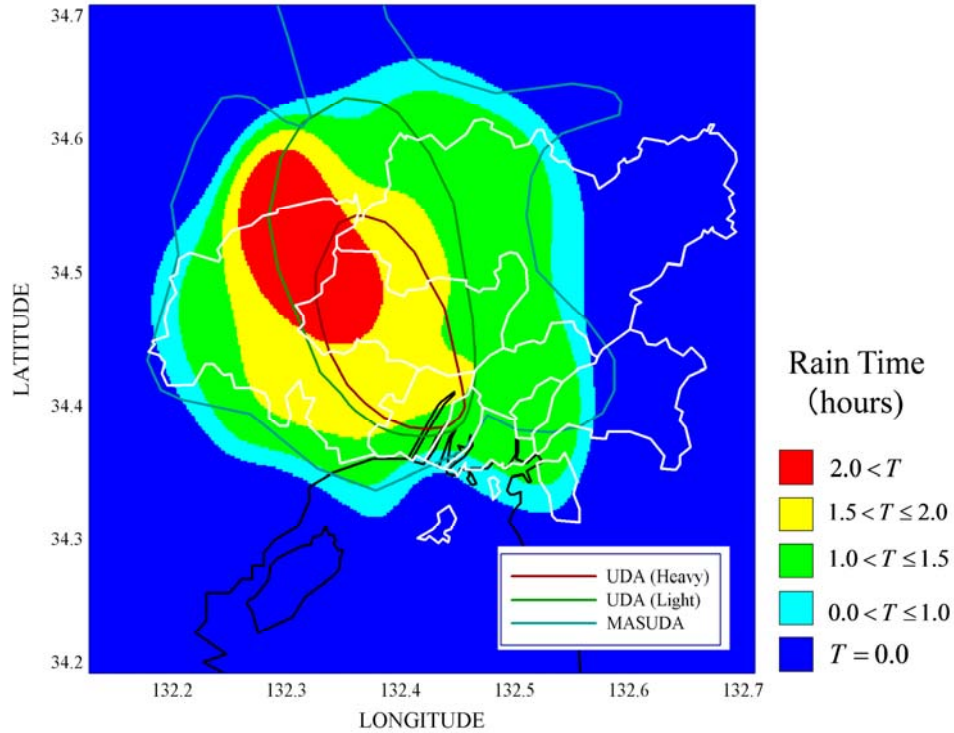 34.7
34.6
34.5
34.4
34.3
34.2
LATITUDE
132.2 132.3 132.4 132.5 132.6 132.7
LONGITUDE
UDA (Heavy)
UDA (Light)
MASUDA
Rain Time
(hours)
2.0 < T
1.5 < T ≤ 2.0
1.0 < T ≤ 1.5
0.0 < T ≤ 1.0
T = 0.0